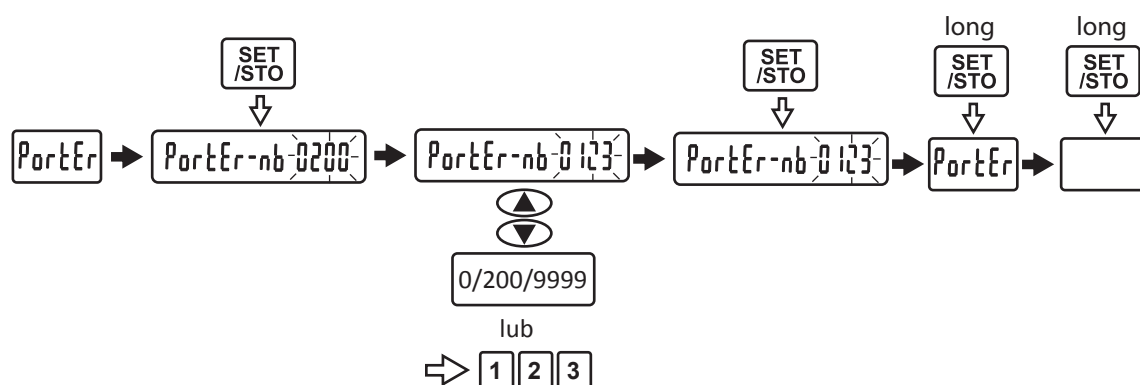 long
long
SET
/STO
SET
/STO
SET
/STO
SET
/STO
PortEr
PortEr-nb-0200
PortEr-nb-0123
PortEr-nb-0123
PortEr
0/200/9999
lub
1 2 3